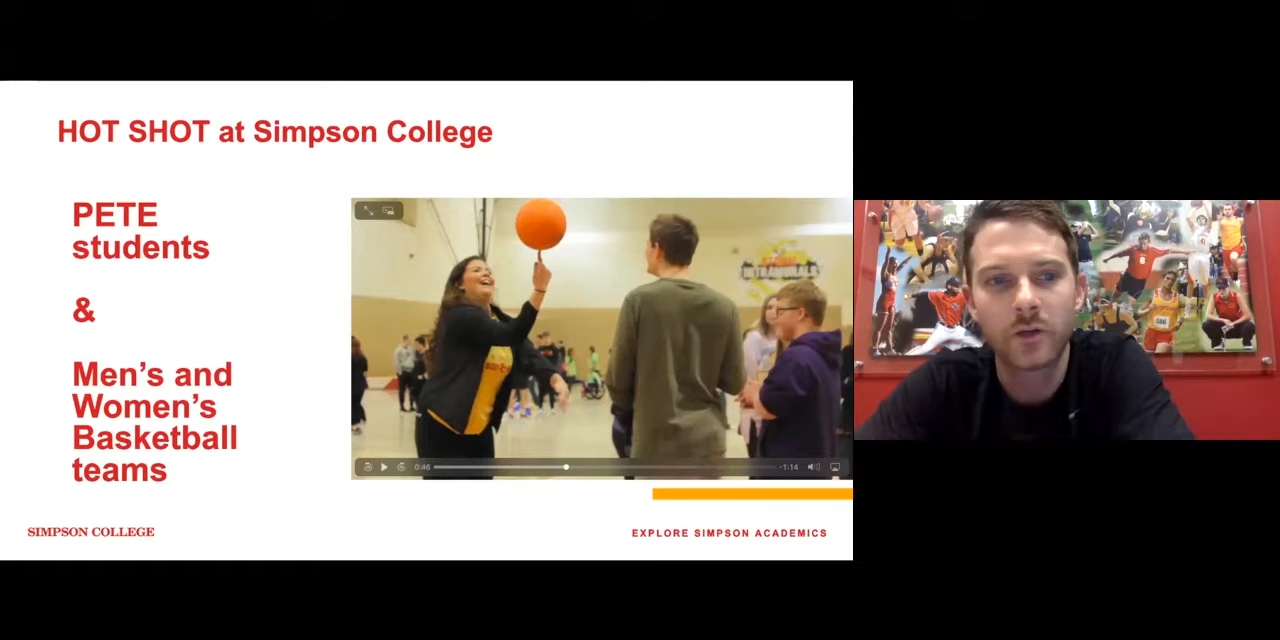 HOT SHOT at Simpson College
PETE
students
&
Men's and
Women's
Basketball
teams
INTRAMURALS
0:46
-1:14
SIMPSON COLLEGE
EXPLORE SIMPSON ACADEMICS